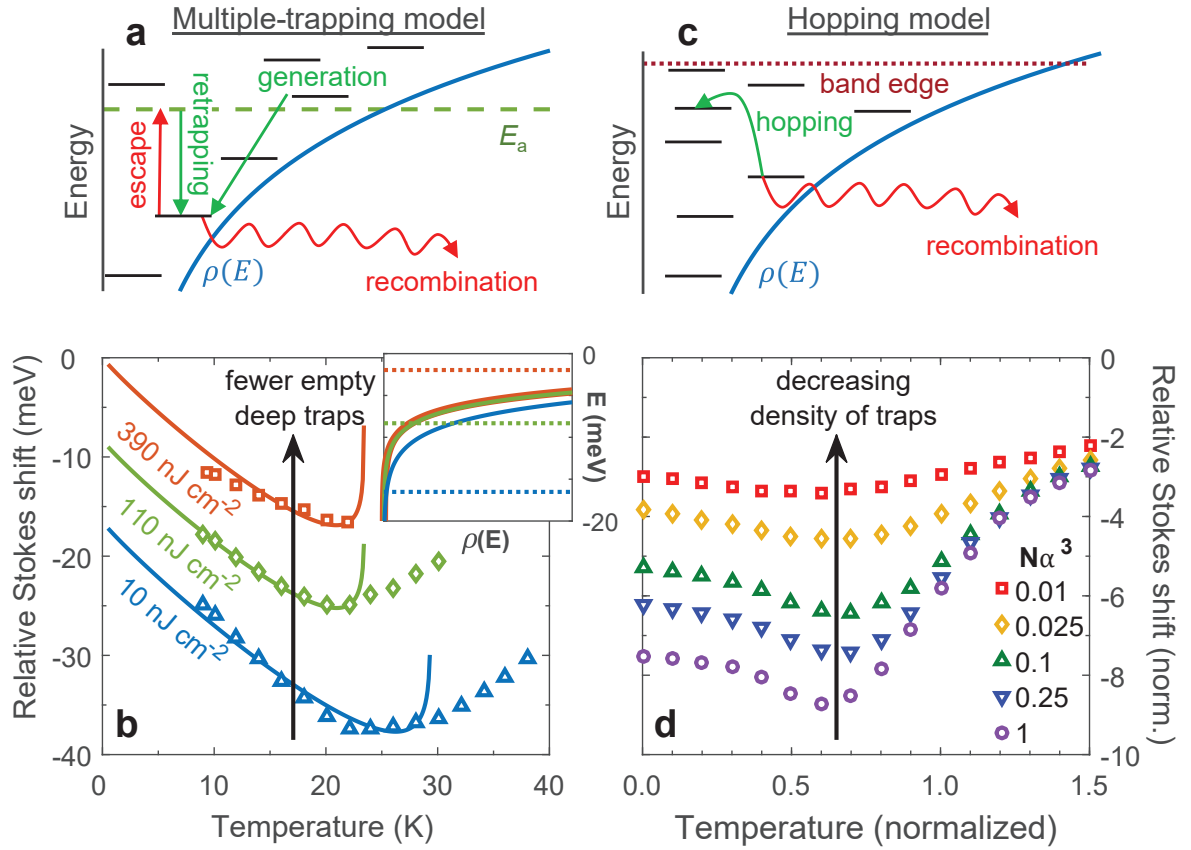 Multiple-trapping model
a
Energy
escape
retrapping
generation
Eₐ
ρ(E)
recombination
Hopping model
c
Energy
band edge
hopping
ρ(E)
recombination
Relative Stokes shift (meV)
0
-10
-20
-30
-40
390 nJ cm⁻²
110 nJ cm⁻²
10 nJ cm⁻²
fewer empty
deep traps
0
E (meV)
-20
ρ(E)
b
0 10 20 30 40
Temperature (K)
decreasing
density of traps
Nα³
0.01
0.025
0.1
0.25
1
d
0
-2
-4
-6
-8
-10
Relative Stokes shift (norm.)
0.0 0.5 1.0 1.5
Temperature (normalized)